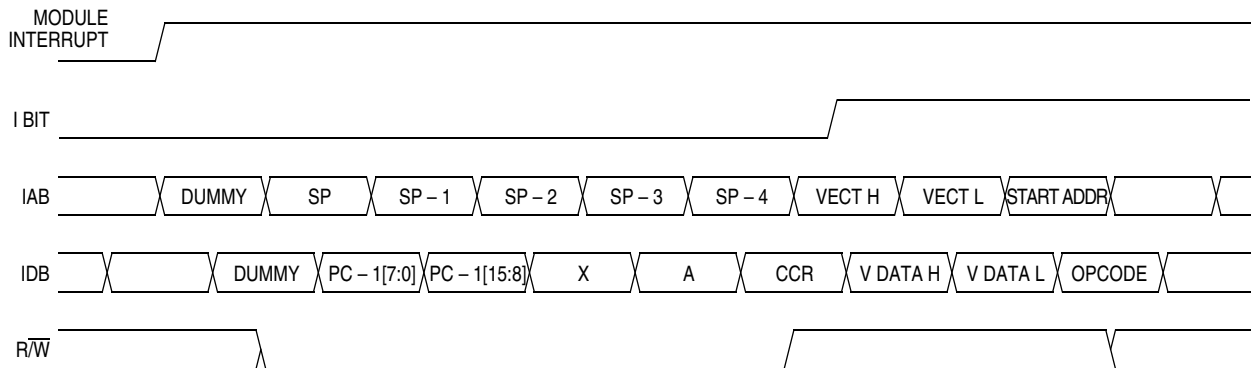 MODULE
INTERRUPT
I BIT
IAB DUMMY SP SP – 1 SP – 2 SP – 3 SP – 4 VECT H VECT L START ADDR
IDB DUMMY PC – 1[7:0] PC – 1[15:8] X A CCR V DATA H V DATA L OPCODE
R/W̅